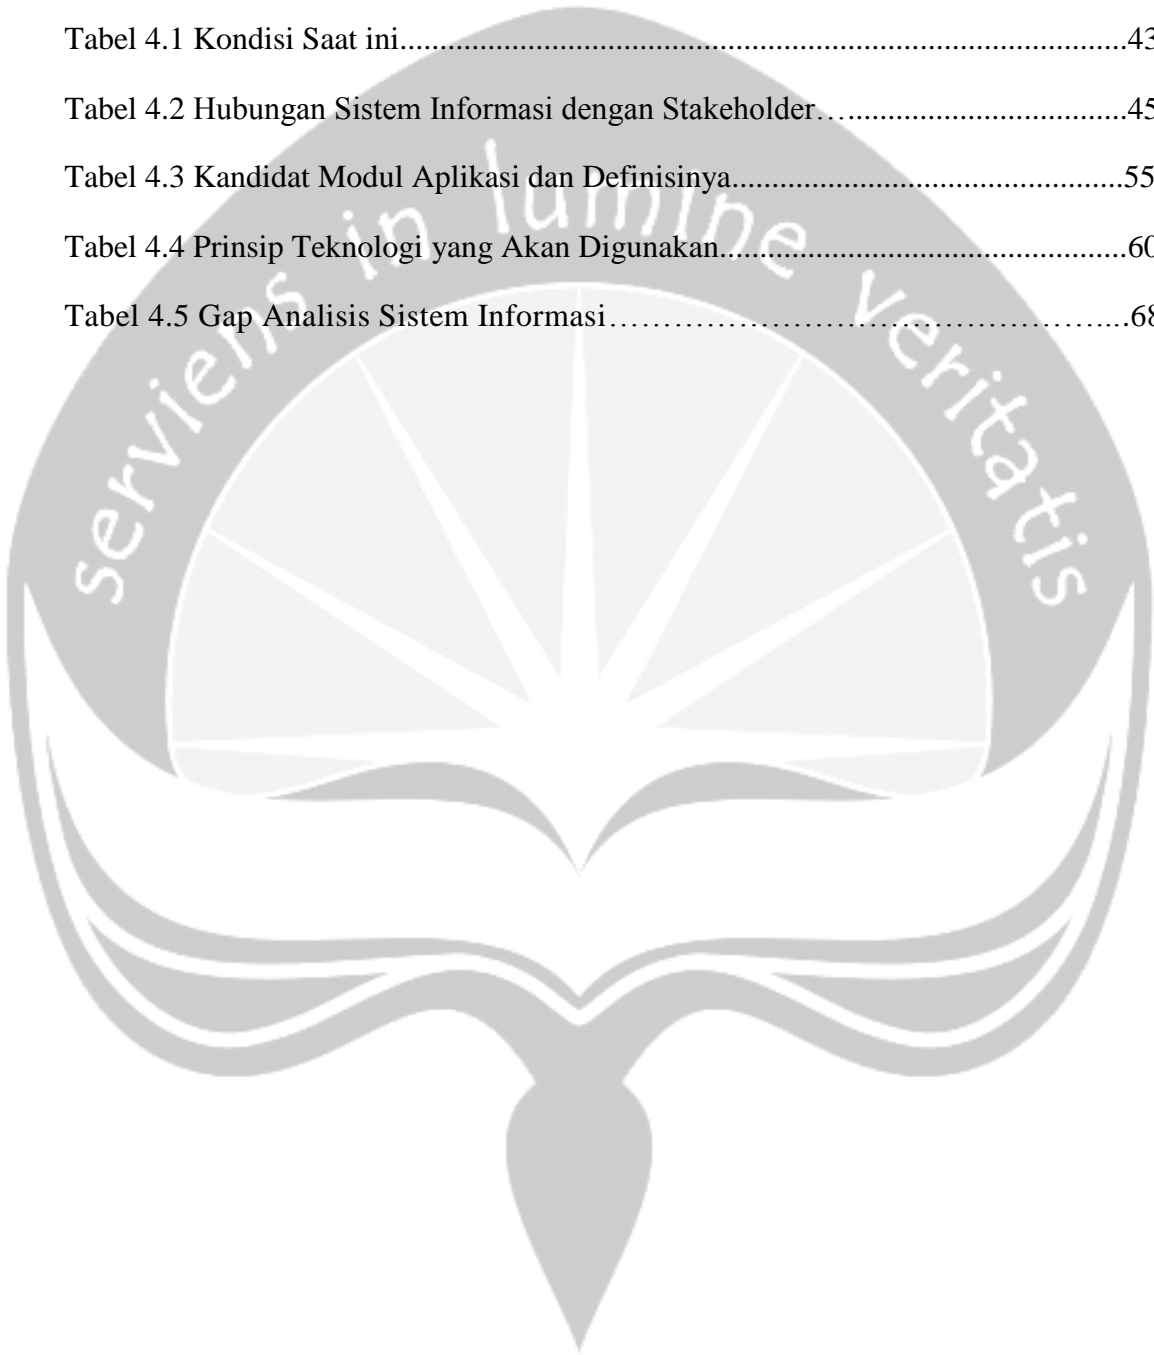 Tabel 4.1 Kondisi Saat ini..........................................................................................43
Tabel 4.2 Hubungan Sistem Informasi dengan Stakeholder…...................................45
Tabel 4.3 Kandidat Modul Aplikasi dan Definisinya.................................................55
Tabel 4.4 Prinsip Teknologi yang Akan Digunakan...................................................60
Tabel 4.5 Gap Analisis Sistem Informasi………………………………………......68
serviens in lumine veritatis